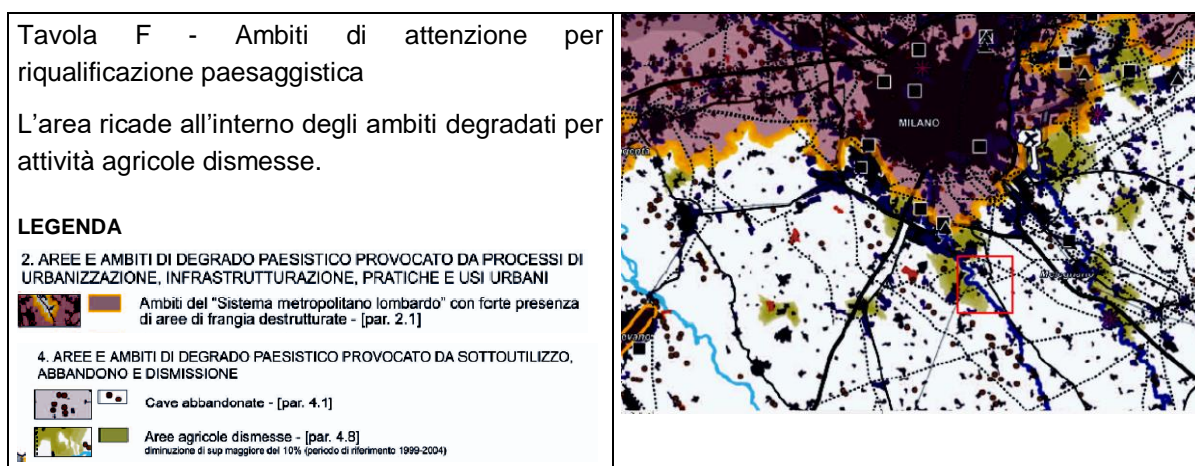 Tavola F - Ambiti di attenzione per
riqualificazione paesaggistica
L'area ricade all'interno degli ambiti degradati per
attività agricole dismesse.
LEGENDA
2. AREE E AMBITI DI DEGRADO PAESISTICO PROVOCATO DA PROCESSI DI
URBANIZZAZIONE, INFRASTRUTTURAZIONE, PRATICHE E USI URBANI
Ambiti del "Sistema metropolitano lombardo" con forte presenza
di aree di frangia destrutturate - [par. 2.1]
4. AREE E AMBITI DI DEGRADO PAESISTICO PROVOCATO DA SOTTOUTILIZZO,
ABBANDONO E DISMISSIONE
Cave abbandonate - [par. 4.1]
Aree agricole dismesse - [par. 4.8]
diminuzione di sup maggiore del 10% (periodo di riferimento 1999-2004)
MILANO